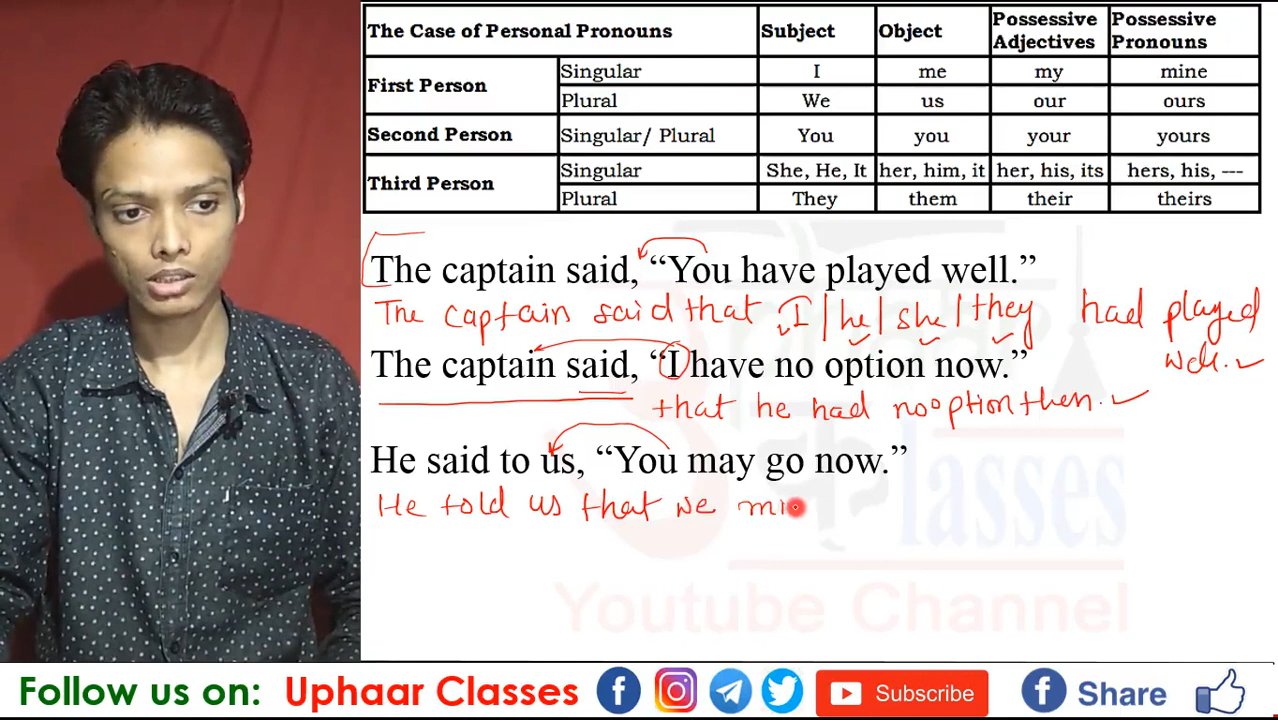 The Case of Personal Pronouns Subject Object Possessive Adjectives Possessive Pronouns
First Person Singular I me my mine
Plural We us our ours
Second Person Singular/ Plural You you your yours
Third Person Singular She, He, It her, him, it her, his, its hers, his, ---
Plural They them their theirs
The captain said, “You have played well.”
The captain said that I/he/she/they had played
well.
The captain said, “I have no option now.”
that he had no option then.
He said to us, “You may go now.”
He told us that we mi
lasses
Youtube Channel
Follow us on: Uphaar Classes Subscribe Share